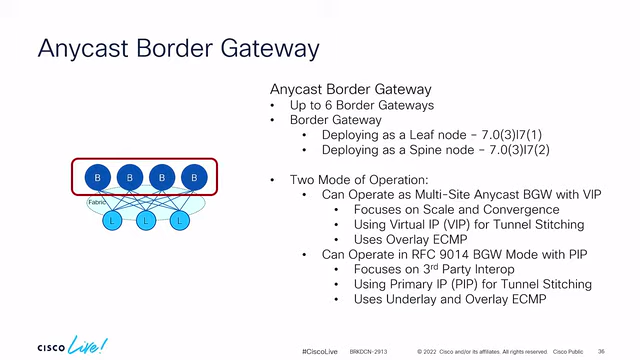 Anycast Border Gateway
Anycast Border Gateway
• Up to 6 Border Gateways
• Border Gateway
• Deploying as a Leaf node – 7.0(3)I7(1)
• Deploying as a Spine node – 7.0(3)I7(2)
• Two Mode of Operation:
• Can Operate as Multi-Site Anycast BGW with VIP
• Focuses on Scale and Convergence
• Using Virtual IP (VIP) for Tunnel Stitching
• Uses Overlay ECMP
• Can Operate in RFC 9014 BGW Mode with PIP
• Focuses on 3rd Party Interop
• Using Primary IP (PIP) for Tunnel Stitching
• Uses Underlay and Overlay ECMP
B B B B
Fabric
L L L
CISCO Live!
#CiscoLive BRKDCN-2913 © 2022 Cisco and/or its affiliates. All rights reserved. Cisco Public 36